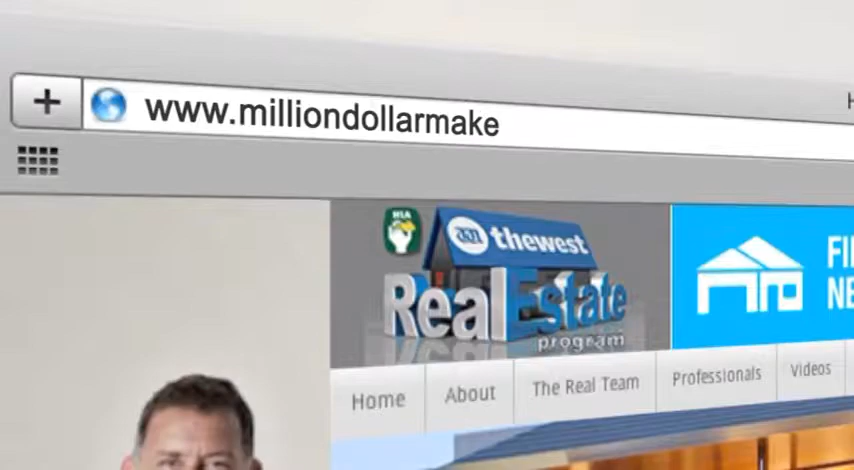 www.milliondollarmake
HIA
thewest
RealEstate
program
Home
About
The Real Team
Professionals
Videos